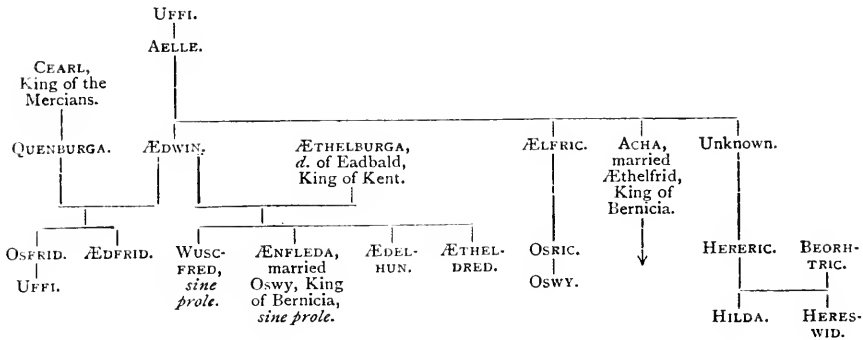 UFFI.
AELLE.
CEARL,
King of the
Mercians.
QUENBURGA.
ÆDWIN.
ÆTHELBURGA,
d. of Eadbald,
King of Kent.
ÆLFRIC.
ACHA,
married
Æthelfrid,
King of
Bernicia.
Unknown.
OSFRID.
UFFI.
ÆDFRID.
WUSC-
FRED,
sine
prole.
ÆNFLEDA,
married
Oswy, King
of Bernicia,
sine prole.
ÆDEL-
HUN.
ÆTHEL-
DRED.
OSRIC.
OSWY.
HERERIC.
BEORH-
TRIC.
HILDA.
HERES-
WID.